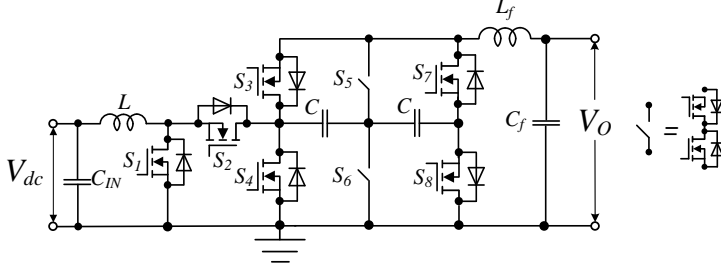 L_f
S_3
S_5
S_7
L
C
C
C_f
V_O
=
S_2
V_dc
C_IN
S_1
S_4
S_6
S_8